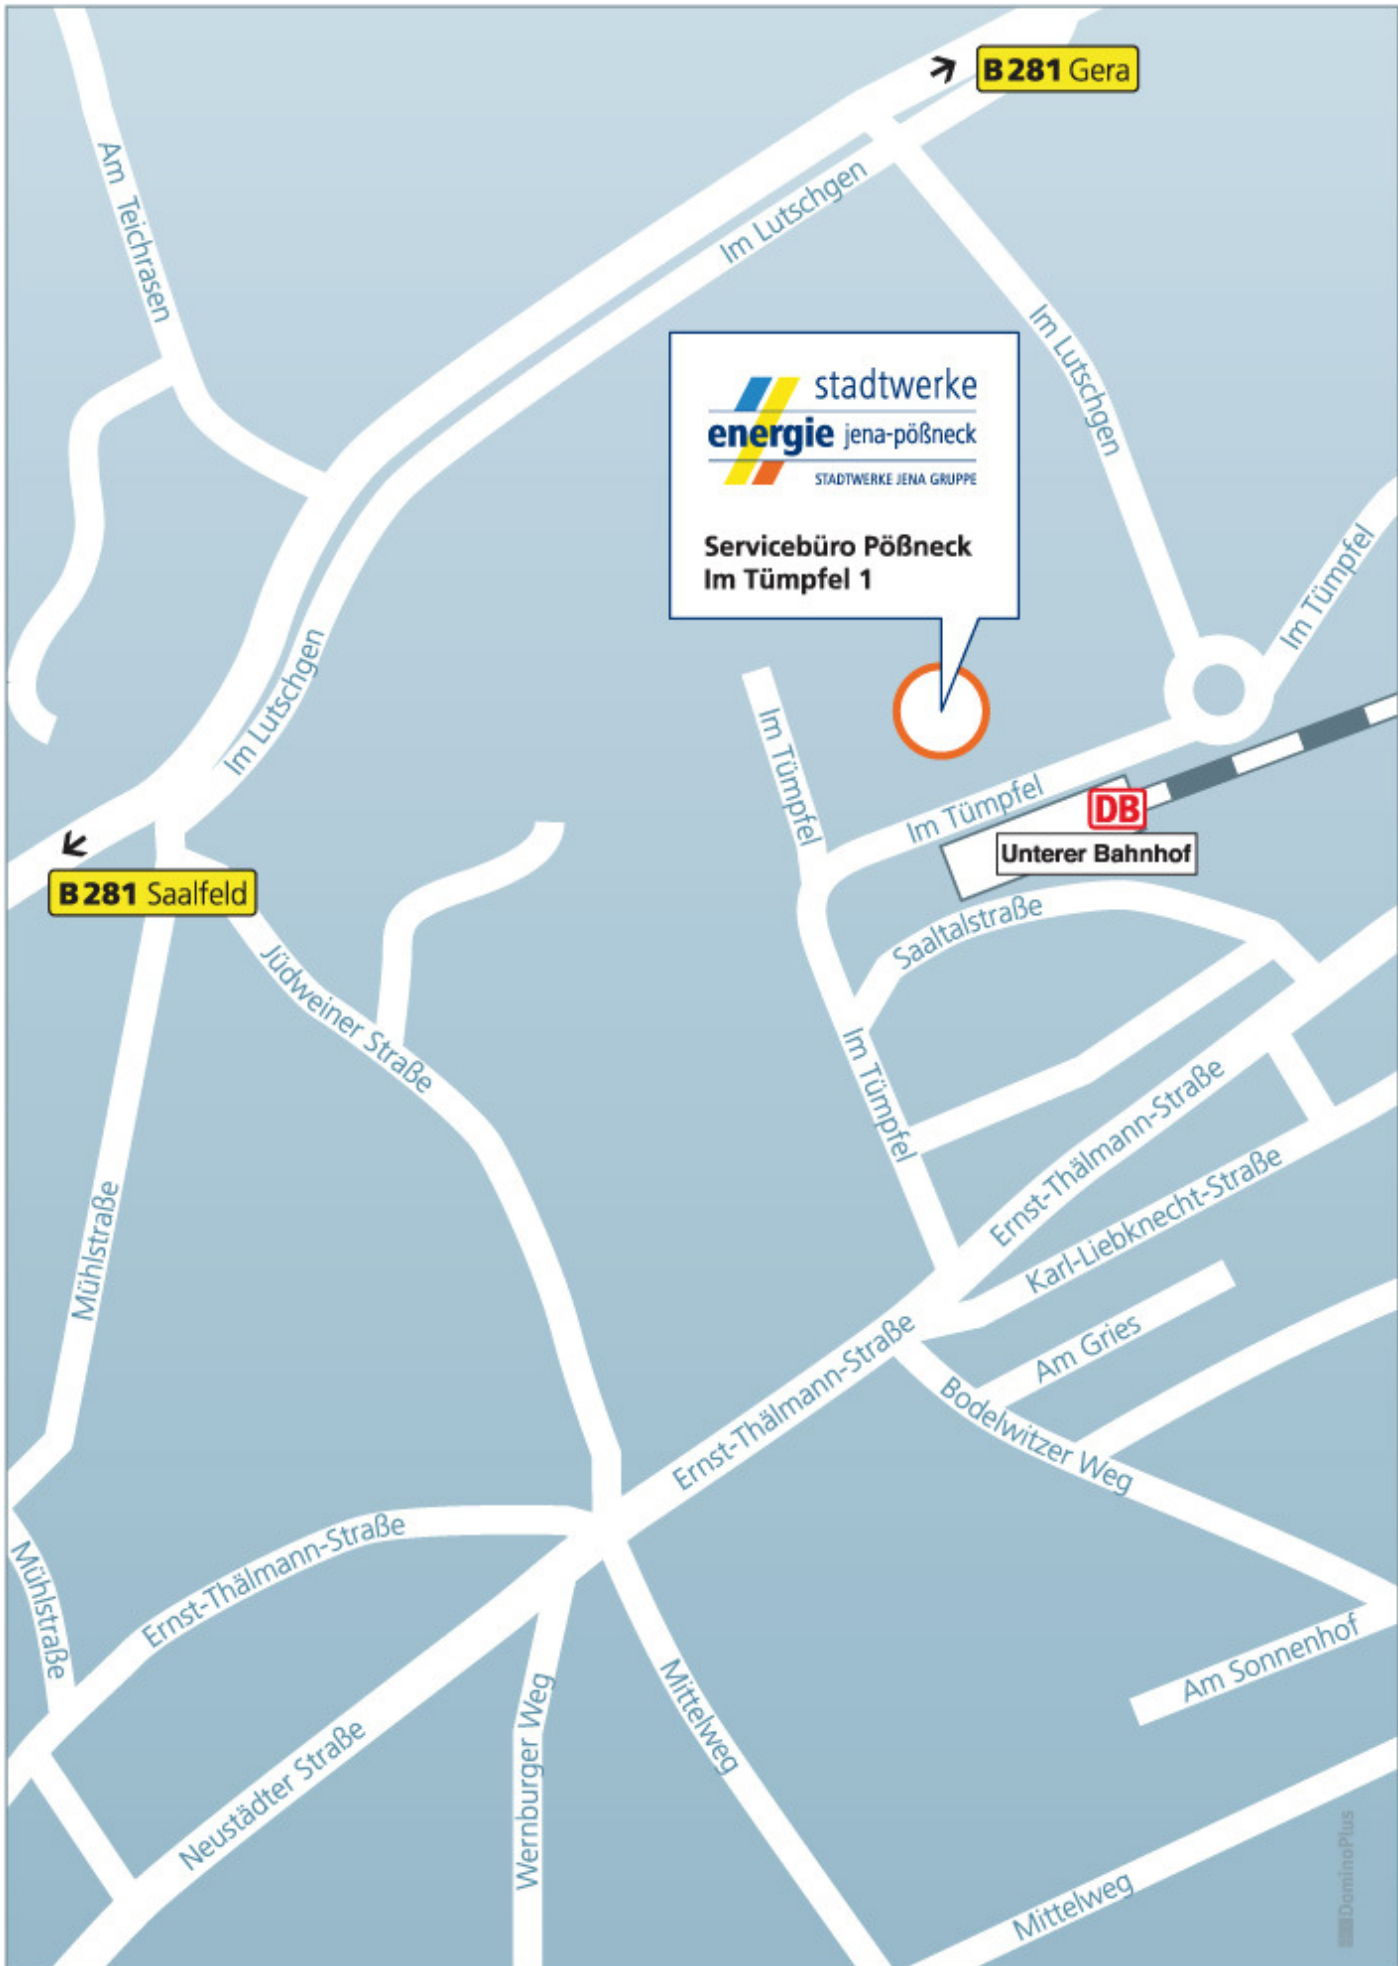 B 281 Gera
Am Teichrasen
Im Lutschgen
Im Lutschgen
stadtwerke
energie jena-pößneck
STADTWERKE JENA GRUPPE
Servicebüro Pößneck
Im Tümpfel 1
Im Tümpfel
Im Lutschgen
Im Tümpfel
Im Tümpfel
DB
Unterer Bahnhof
B 281 Saalfeld
Saaltalstraße
Jüdweiner Straße
Im Tümpfel
Ernst-Thälmann-Straße
Karl-Liebknecht-Straße
Mühlstraße
Am Gries
Ernst-Thälmann-Straße
Bodelwitzer Weg
Ernst-Thälmann-Straße
Mühlstraße
Am Sonnenhof
Mittelweg
Wernburger Weg
Neustädter Straße
Mittelweg
DominoPlus